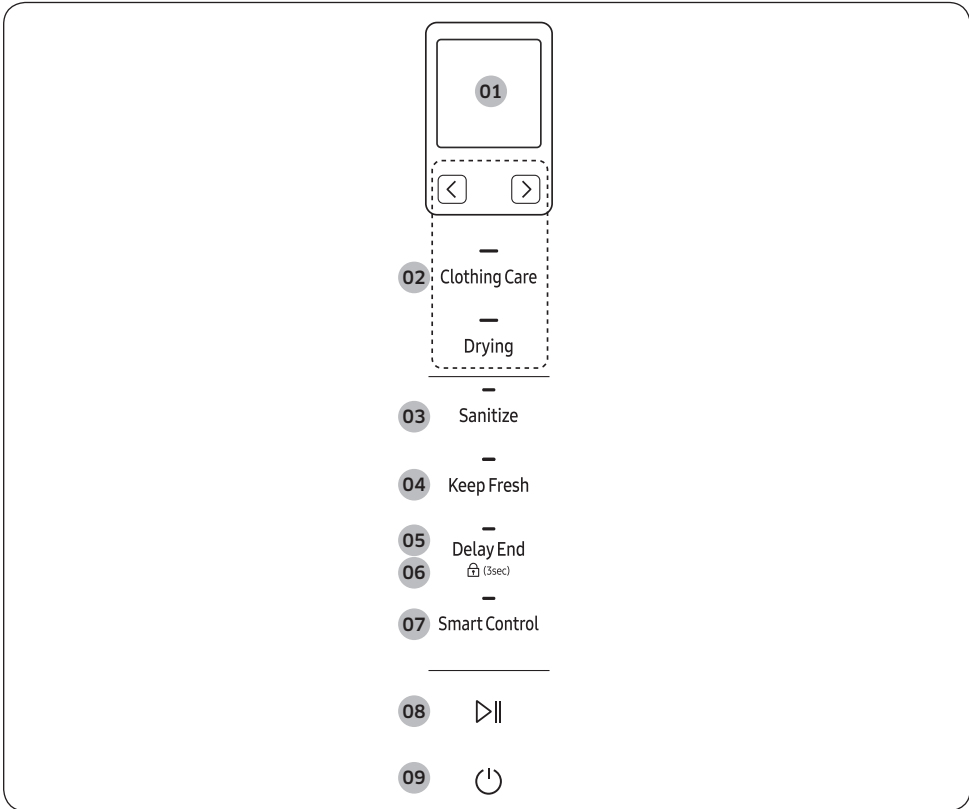 01
02 Clothing Care
Drying
03 Sanitize
04 Keep Fresh
05 Delay End
06 (3sec)
07 Smart Control
08
09